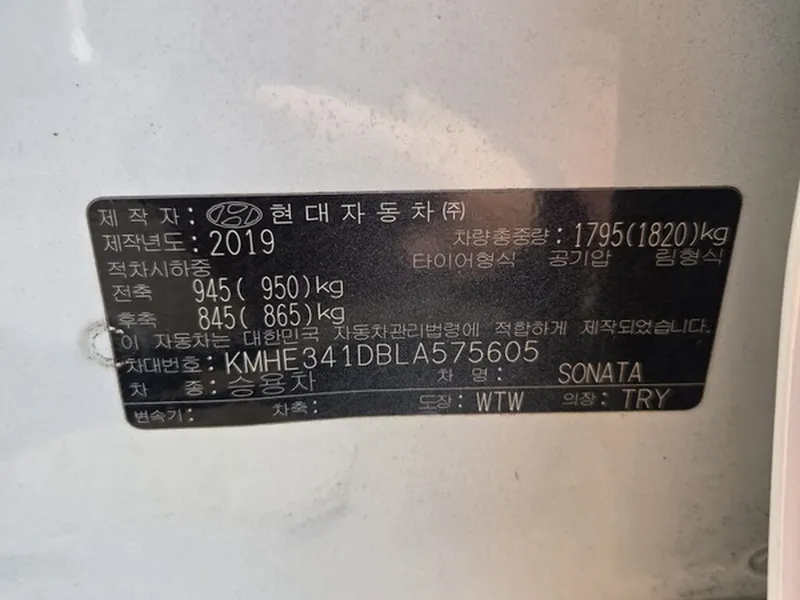 제 작 자 : 현 대 자 동 차 ㈜
제작년도 : 2019 차량총중량 : 1795(1820)kg
적차시하중 타이어형식 공기압 림형식
전축 945( 950)kg
후축 845( 865)kg
이 자동차는 대한민국 자동차관리법령에 적합하게 제작되었습니다.
차대번호 : KMHE341DBLA575605
차 종 : 승용차 차 명 : SONATA
변속기 : 차축 : 도장 : WTW 의장 : TRY